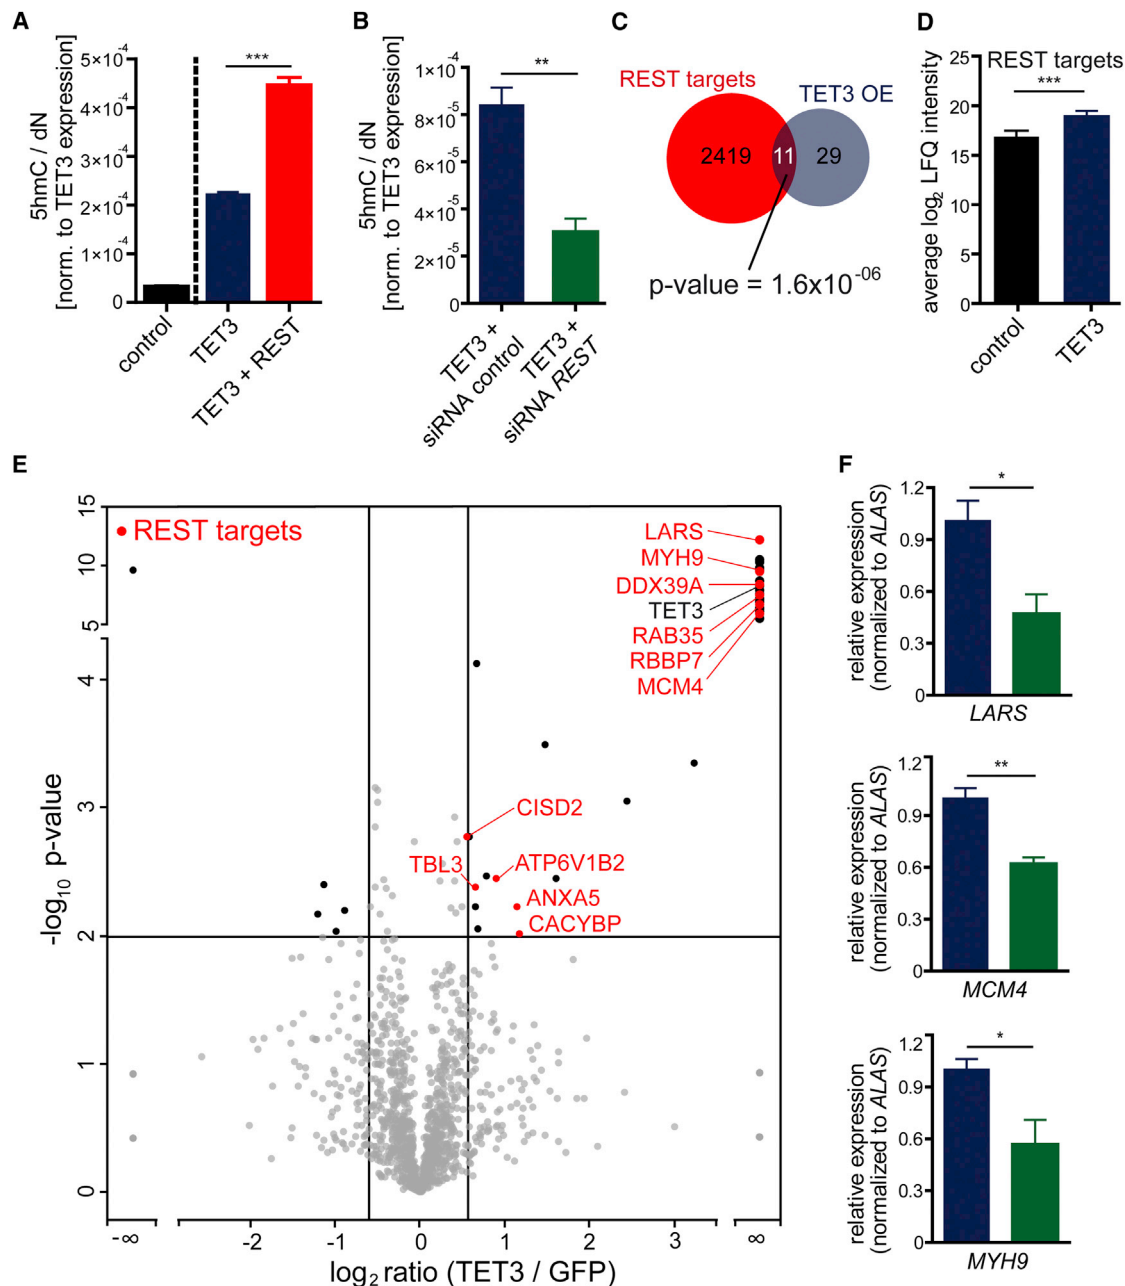 A
5hmC / dN
[norm. to TET3 expression]
5×10-4
4×10-4
3×10-4
2×10-4
1×10-4
0
***
control
TET3
TET3 + REST
B
5hmC / dN
[norm. to TET3 expression]
1×10-4
8×10-5
6×10-5
4×10-5
2×10-5
0
**
TET3 +
siRNA control
TET3 +
siRNA REST
C
REST targets
TET3 OE
2419
11
29
p-value = 1.6x10-06
D
average log2 LFQ intensity
25
20
15
10
5
0
REST targets
***
control
TET3
E
-log10 p-value
15
10
5
4
3
2
1
0
REST targets
LARS
MYH9
DDX39A
TET3
RAB35
RBBP7
MCM4
CISD2
TBL3
ATP6V1B2
ANXA5
CACYBP
-∞
-2
-1
0
1
2
3
∞
log2 ratio (TET3 / GFP)
F
relative expression
(normalized to ALAS)
1.2
0.9
0.6
0.3
0
*
LARS
relative expression
(normalized to ALAS)
1.2
0.9
0.6
0.3
0
**
MCM4
relative expression
(normalized to ALAS)
1.2
0.9
0.6
0.3
0
*
MYH9